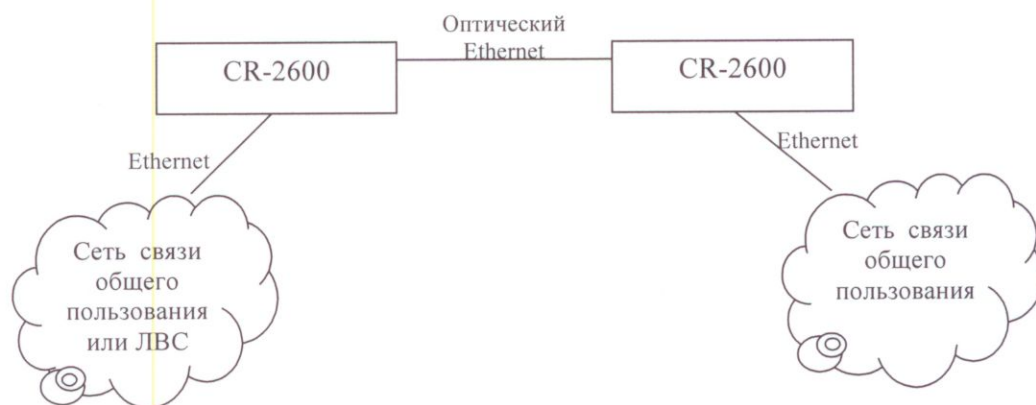 Оптический
Ethernet
CR-2600
CR-2600
Ethernet
Ethernet
Сеть связи
общего
пользования
или ЛВС
Сеть связи
общего
пользования